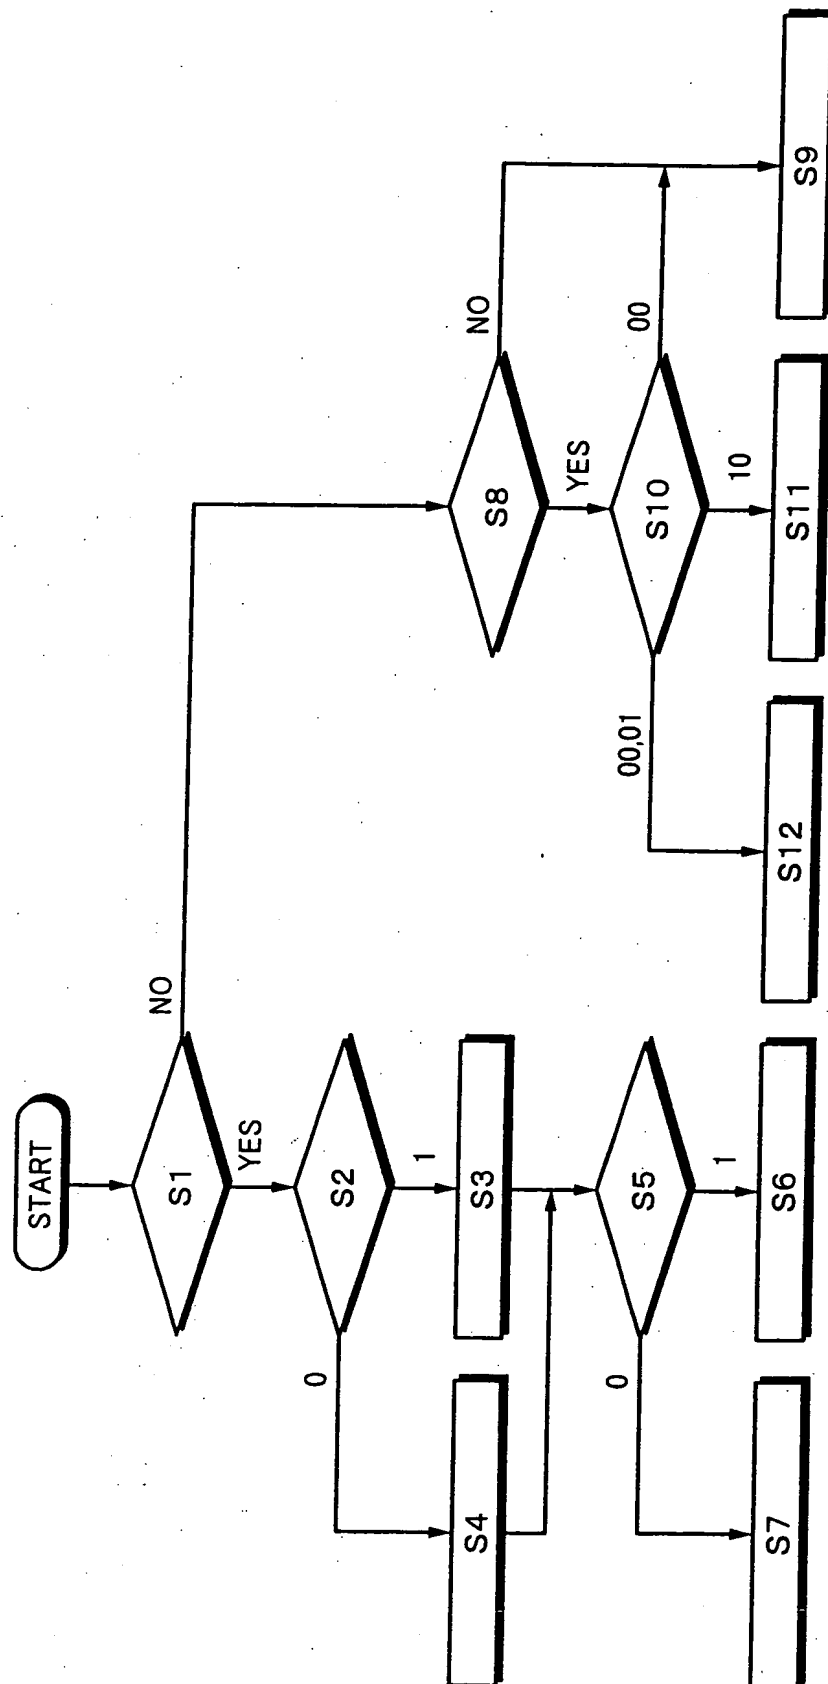 START
S1
NO
YES
S2
0
1
S4
S3
S5
0
1
S7
S6
S8
NO
YES
S10
00,01
10
00
S12
S11
S9